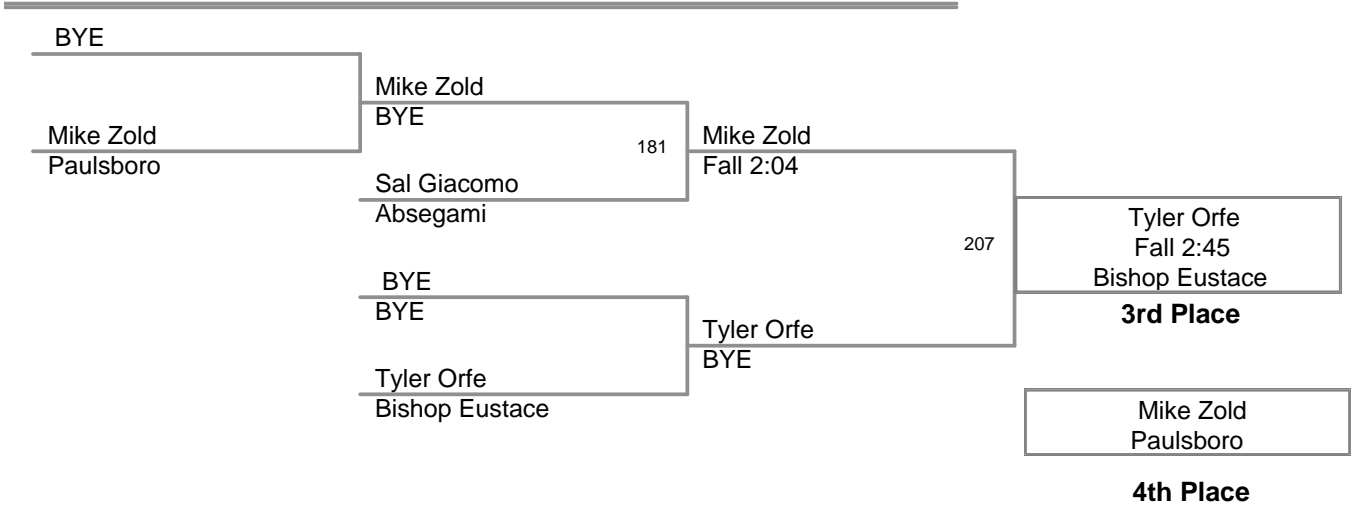 BYE
Mike Zold
Paulsboro
Mike Zold
BYE
181
Sal Giacomo
Absegami
BYE
BYE
Tyler Orfe
Bishop Eustace
Mike Zold
Fall 2:04
207
Tyler Orfe
BYE
Tyler Orfe
Fall 2:45
Bishop Eustace
3rd Place
Mike Zold
Paulsboro
4th Place